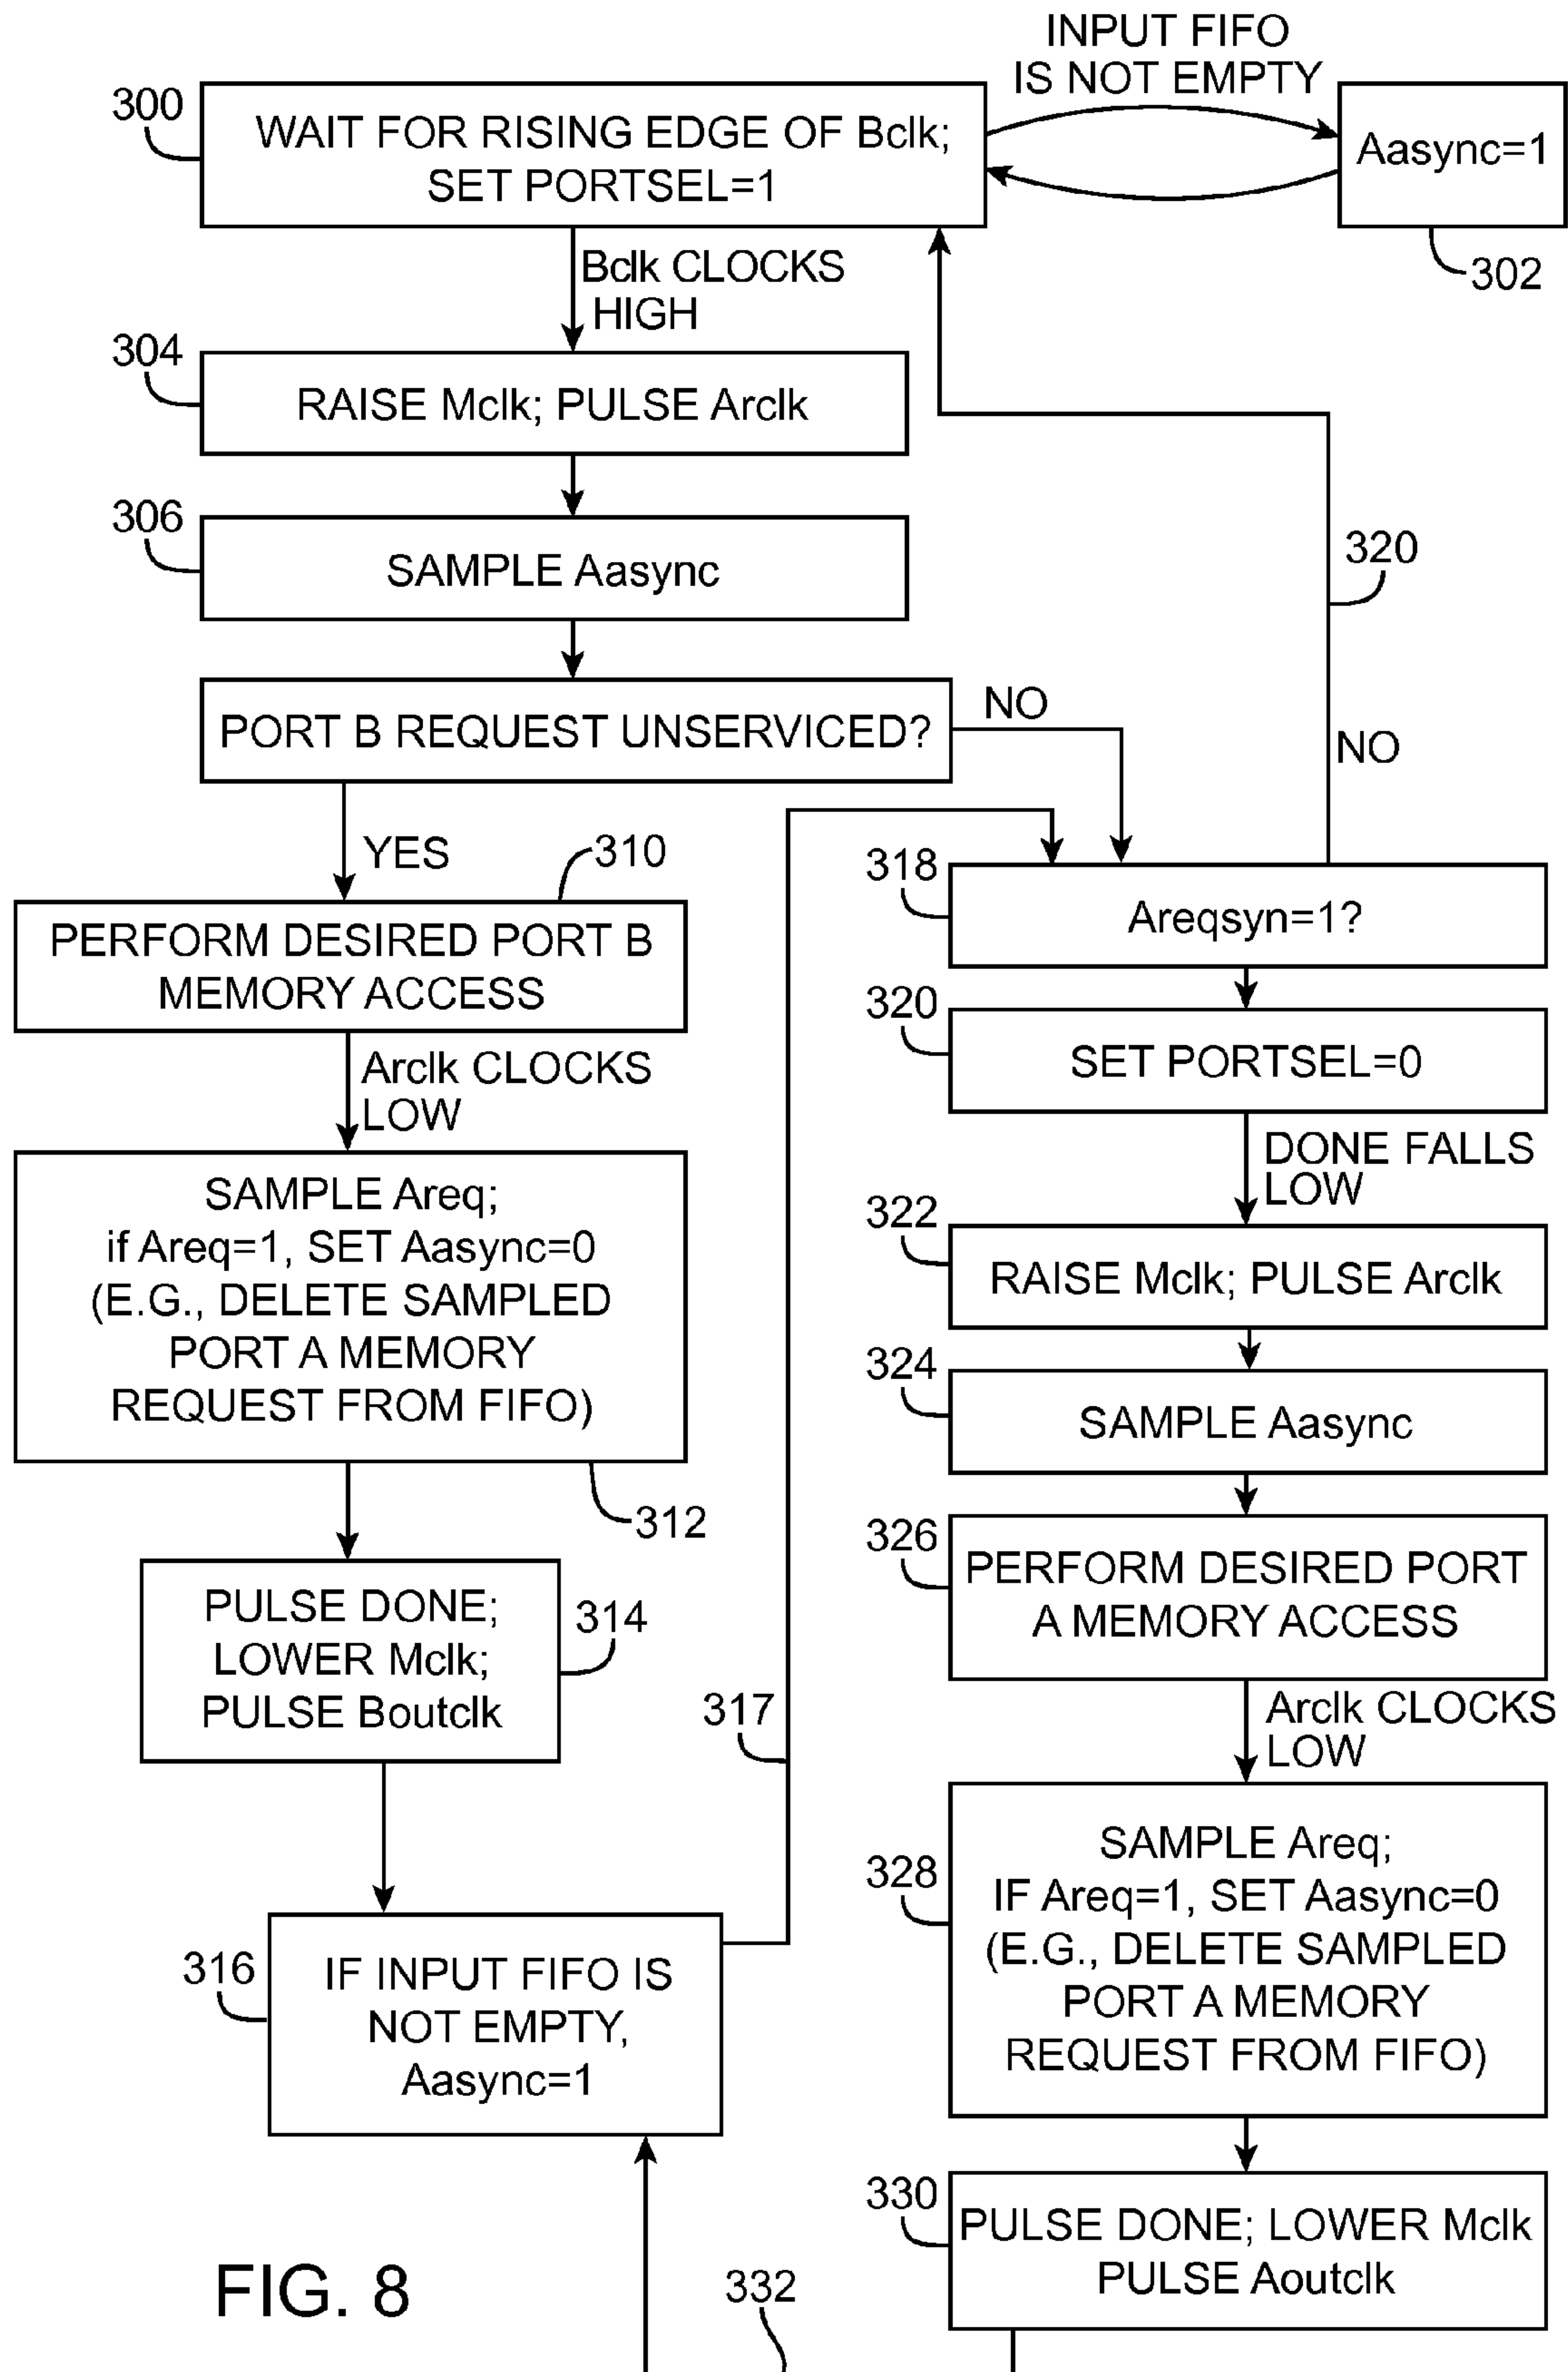 INPUT FIFO
IS NOT EMPTY
300
WAIT FOR RISING EDGE OF Bclk;
SET PORTSEL=1
Aasync=1
302
Bclk CLOCKS
HIGH
304
RAISE Mclk; PULSE Arclk
306
SAMPLE Aasync
320
PORT B REQUEST UNSERVICED?
NO
NO
YES
310
PERFORM DESIRED PORT B
MEMORY ACCESS
Arclk CLOCKS
LOW
SAMPLE Areq;
if Areq=1, SET Aasync=0
(E.G., DELETE SAMPLED
PORT A MEMORY
REQUEST FROM FIFO)
312
PULSE DONE;
LOWER Mclk;
PULSE Boutclk
314
316
IF INPUT FIFO IS
NOT EMPTY,
Aasync=1
317
318
Areqsyn=1?
320
SET PORTSEL=0
DONE FALLS
LOW
322
RAISE Mclk; PULSE Arclk
324
SAMPLE Aasync
326
PERFORM DESIRED PORT
A MEMORY ACCESS
Arclk CLOCKS
LOW
328
SAMPLE Areq;
IF Areq=1, SET Aasync=0
(E.G., DELETE SAMPLED
PORT A MEMORY
REQUEST FROM FIFO)
330
PULSE DONE; LOWER Mclk
PULSE Aoutclk
332
FIG. 8